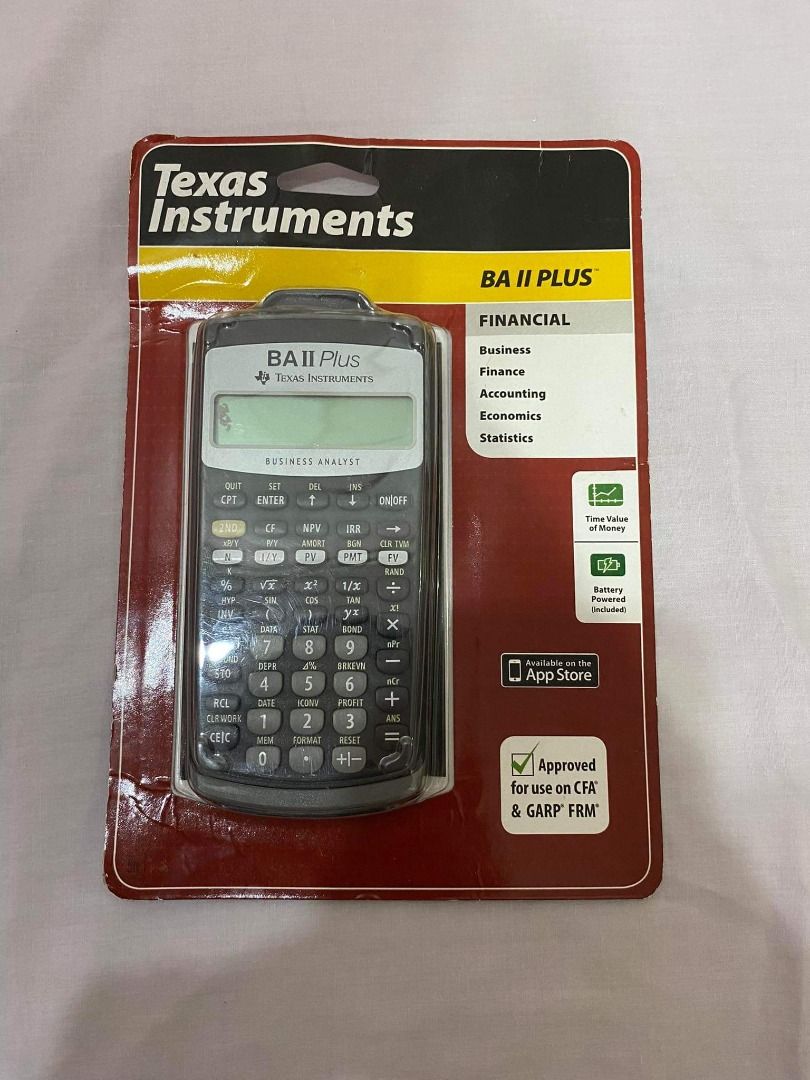 Texas
Instruments
BA II PLUS™
FINANCIAL
Business
Finance
Accounting
Economics
Statistics
BA II Plus
TEXAS INSTRUMENTS
BUSINESS ANALYST
QUIT SET DEL INS
CPT ENTER ↑ ↓ ON|OFF
2ND CF NPV IRR →
xP/Y P/Y AMORT BGN CLR TVM
N I/Y PV PMT FV
K RAND
% √x x² 1/x ÷
HYP SIN COS TAN x!
INV ( ) yˣ ×
DATA STAT BOND nPr
7 8 9 −
DEPR Δ% BRKEVN nCr
STO 4 5 6 +
DATE ICONV PROFIT ANS
RCL 1 2 3 =
CLR WORK MEM FORMAT RESET
CE|C 0 . +|−
Time Value
of Money
Battery
Powered
(included)
Available on the
App Store
Approved
for use on CFA®
& GARP® FRM®